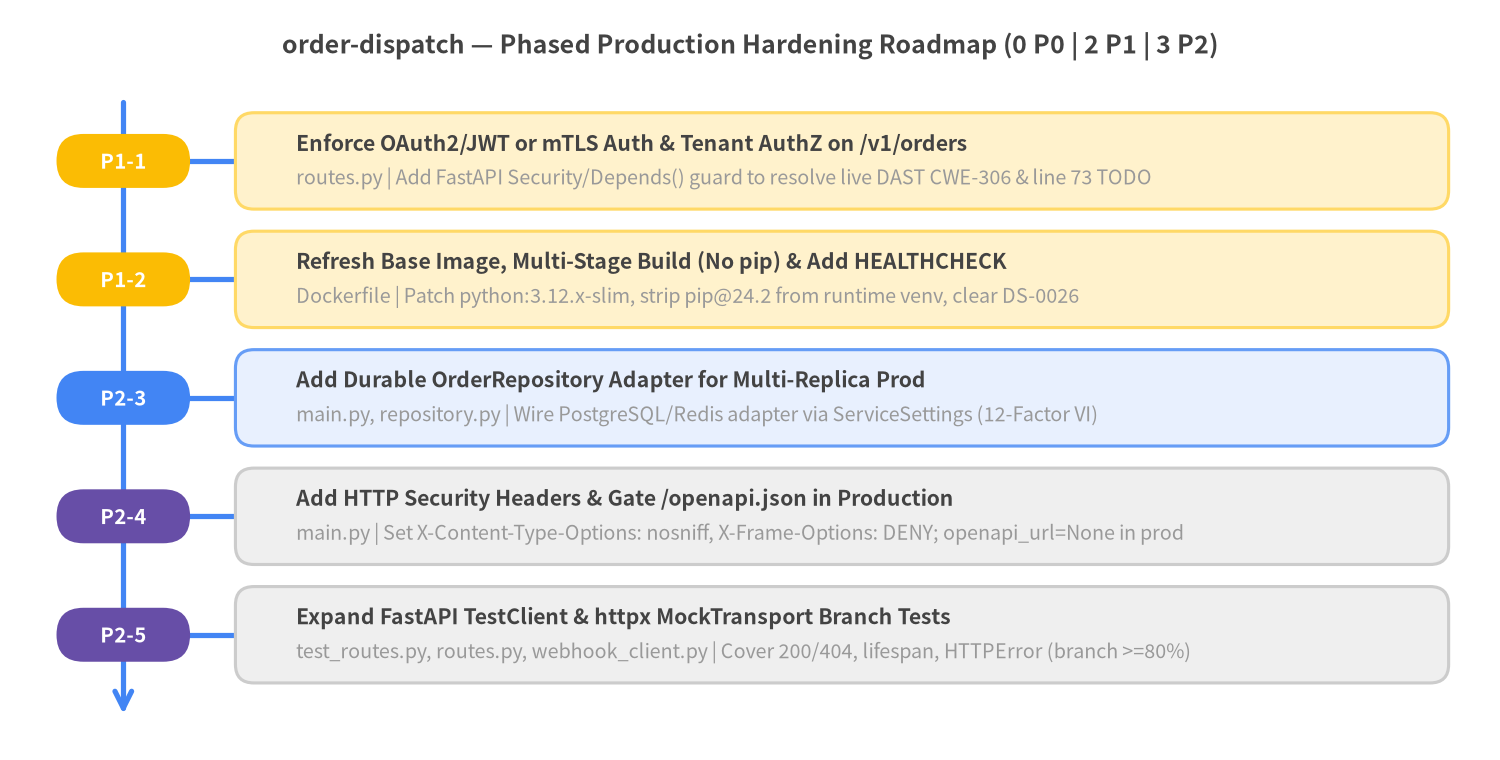 order-dispatch — Phased Production Hardening Roadmap (0 P0 | 2 P1 | 3 P2)
P1-1
Enforce OAuth2/JWT or mTLS Auth & Tenant AuthZ on /v1/orders
routes.py | Add FastAPI Security/Depends() guard to resolve live DAST CWE-306 & line 73 TODO
P1-2
Refresh Base Image, Multi-Stage Build (No pip) & Add HEALTHCHECK
Dockerfile | Patch python:3.12.x-slim, strip pip@24.2 from runtime venv, clear DS-0026
P2-3
Add Durable OrderRepository Adapter for Multi-Replica Prod
main.py, repository.py | Wire PostgreSQL/Redis adapter via ServiceSettings (12-Factor VI)
P2-4
Add HTTP Security Headers & Gate /openapi.json in Production
main.py | Set X-Content-Type-Options: nosniff, X-Frame-Options: DENY; openapi_url=None in prod
P2-5
Expand FastAPI TestClient & httpx MockTransport Branch Tests
test_routes.py, routes.py, webhook_client.py | Cover 200/404, lifespan, HTTPError (branch >=80%)